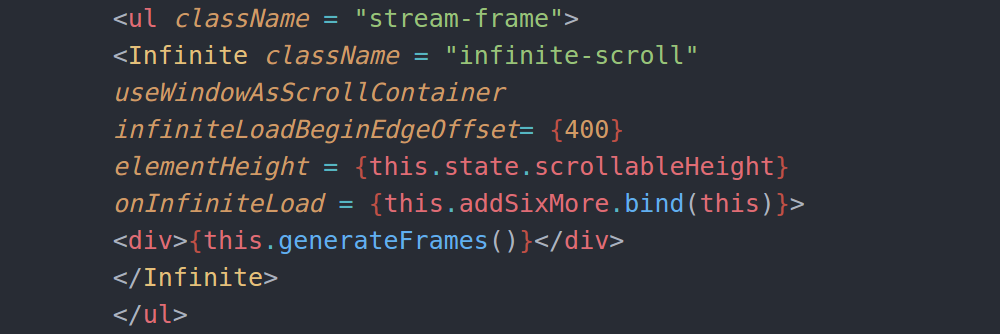 <ul className = "stream-frame">
<Infinite className = "infinite-scroll"
useWindowAsScrollContainer
infiniteLoadBeginEdgeOffset= {400}
elementHeight = {this.state.scrollableHeight}
onInfiniteLoad = {this.addSixMore.bind(this)}>
<div>{this.generateFrames()}</div>
</Infinite>
</ul>